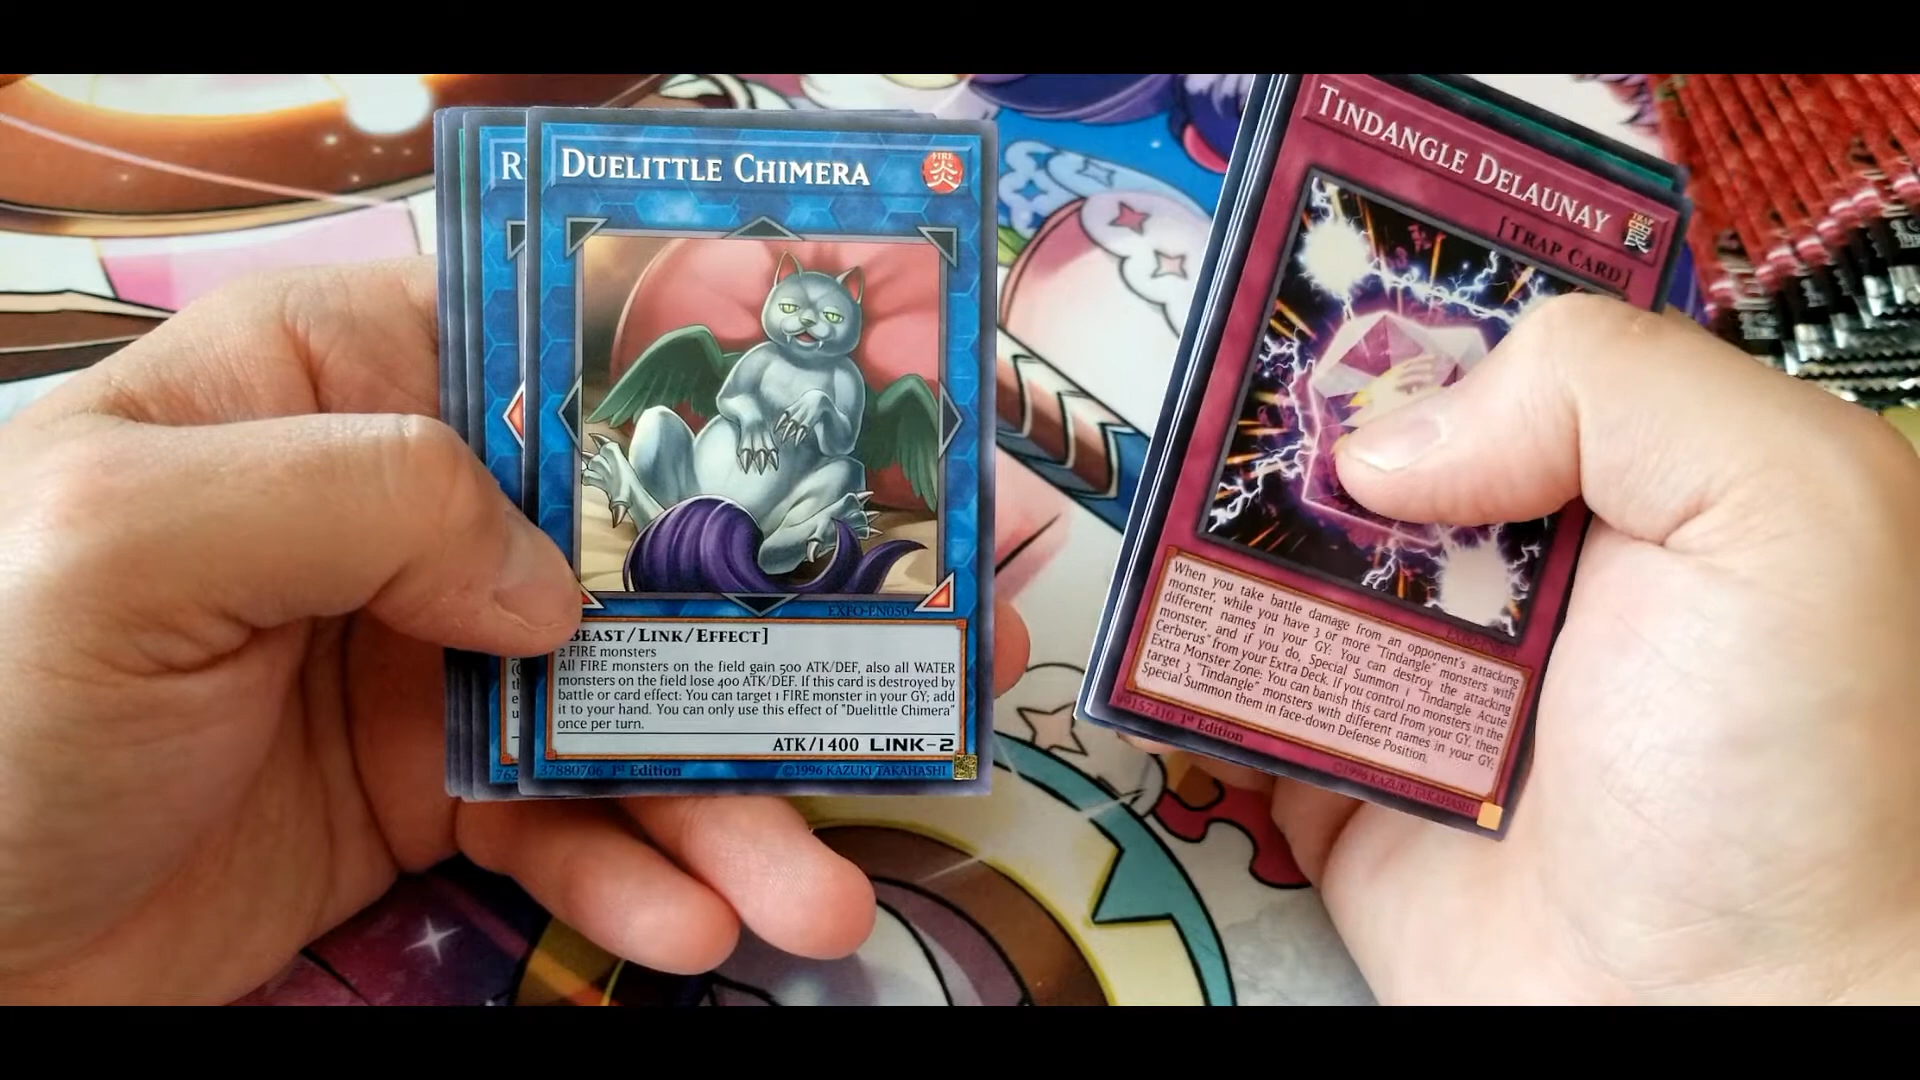 R
DUELITTLE CHIMERA
FIRE
炎
EXFO-EN050
BEAST/LINK/EFFECT]
2 FIRE monsters
All FIRE monsters on the field gain 500 ATK/DEF, also all WATER
monsters on the field lose 400 ATK/DEF. If this card is destroyed by
battle or card effect: You can target 1 FIRE monster in your GY; add
it to your hand. You can only use this effect of "Duelittle Chimera"
once per turn.
ATK/1400 LINK-2
762
37880706 1st Edition
©1996 KAZUKI TAKAHASHI
TINDANGLE DELAUNAY
TRAP
罠
[TRAP CARD]
When you take battle damage from an opponent's attacking
monster, while you have 3 or more "Tindangle" monsters with
different names in your GY: You can destroy the attacking
monster, and if you do, Special Summon 1 "Tindangle Acute
Cerberus" from your Extra Deck. If you control no monsters in the
Extra Monster Zone: You can banish this card from your GY, then
target 3 "Tindangle" monsters with different names in your GY;
Special Summon them in face-down Defense Position.
99157310 1st Edition
©1996 KAZUKI TAKAHASHI